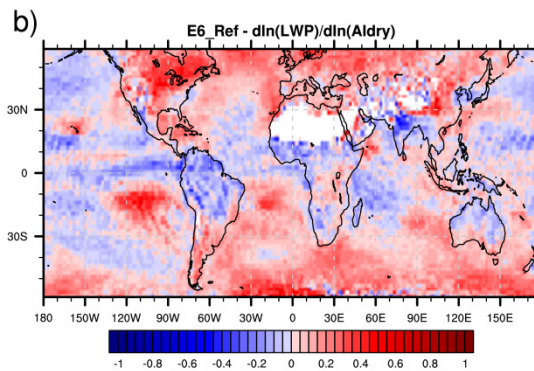 b)
E6_Ref - dln(LWP)/dln(AIdry)
30N
0
30S
180 150W 120W 90W 60W 30W 0 30E 60E 90E 120E 150E
-1 -0.8 -0.6 -0.4 -0.2 0 0.2 0.4 0.6 0.8 1